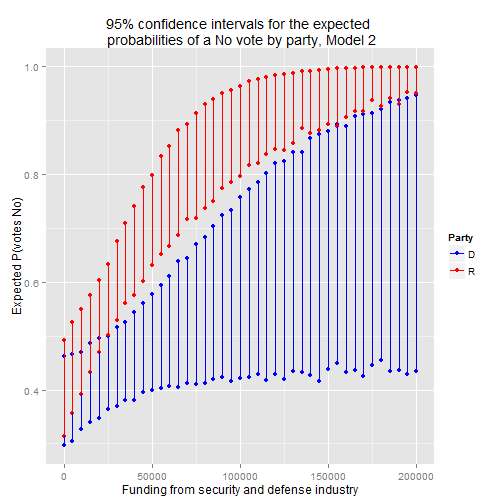 95% confidence intervals for the expected
probabilities of a No vote by party, Model 2
Expected P(votes No)
1.0
0.8
0.6
0.4
0
50000
100000
150000
200000
Funding from security and defense industry
Party
D
R